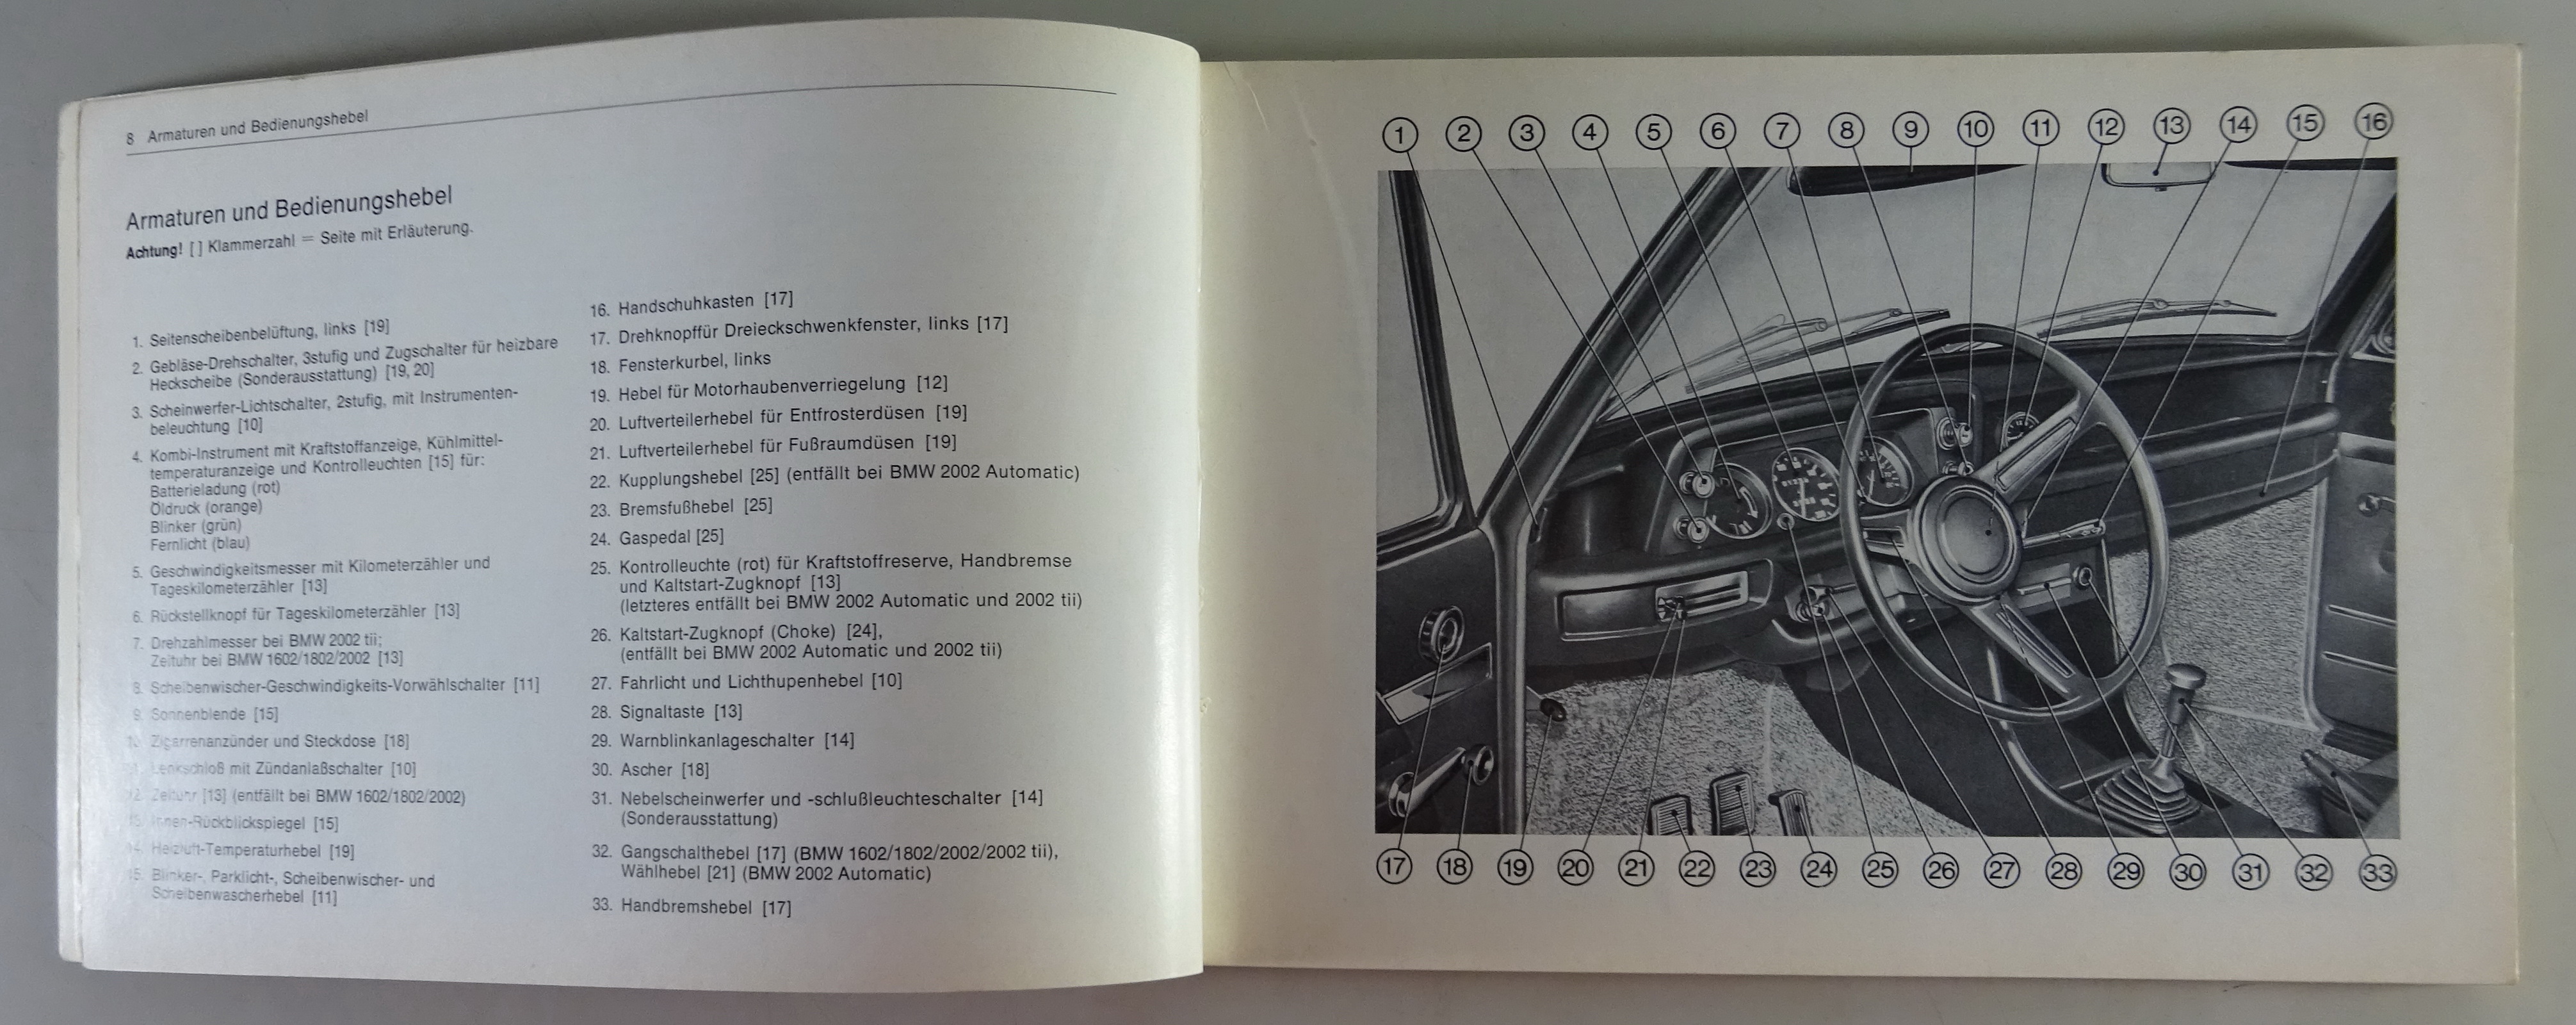 8 Armaturen und Bedienungshebel
Armaturen und Bedienungshebel
Achtung! [ ] Klammerzahl = Seite mit Erläuterung.
1. Seitenscheibenbelüftung, links [19]
2. Gebläse-Drehschalter, 3stufig und Zugschalter für heizbare
Heckscheibe (Sonderausstattung) [19, 20]
3. Scheinwerfer-Lichtschalter, 2stufig, mit Instrumenten-
beleuchtung [10]
4. Kombi-Instrument mit Kraftstoffanzeige, Kühlmittel-
temperaturanzeige und Kontrolleuchten [15] für:
Batterieladung (rot)
Öldruck (orange)
Blinker (grün)
Fernlicht (blau)
5. Geschwindigkeitsmesser mit Kilometerzähler und
Tageskilometerzähler [13]
6. Rückstellknopf für Tageskilometerzähler [13]
7. Drehzahlmesser bei BMW 2002 tii;
Zeituhr bei BMW 1602/1802/2002 [13]
8. Scheibenwischer-Geschwindigkeits-Vorwählschalter [11]
9. Sonnenblende [15]
10. Zigarrenanzünder und Steckdose [18]
11. Lenkschloß mit Zündanlaßschalter [10]
12. Zeituhr [13] (entfällt bei BMW 1602/1802/2002)
13. Innen-Rückblickspiegel [15]
14. Heizluft-Temperaturhebel [19]
15. Blinker-, Parklicht-, Scheibenwischer- und
Scheibenwascherhebel [11]
16. Handschuhkasten [17]
17. Drehknopffür Dreieckschwenkfenster, links [17]
18. Fensterkurbel, links
19. Hebel für Motorhaubenverriegelung [12]
20. Luftverteilerhebel für Entfrosterdüsen [19]
21. Luftverteilerhebel für Fußraumdüsen [19]
22. Kupplungshebel [25] (entfällt bei BMW 2002 Automatic)
23. Bremsfußhebel [25]
24. Gaspedal [25]
25. Kontrolleuchte (rot) für Kraftstoffreserve, Handbremse
und Kaltstart-Zugknopf [13]
(letzteres entfällt bei BMW 2002 Automatic und 2002 tii)
26. Kaltstart-Zugknopf (Choke) [24],
(entfällt bei BMW 2002 Automatic und 2002 tii)
27. Fahrlicht und Lichthupenhebel [10]
28. Signaltaste [13]
29. Warnblinkanlageschalter [14]
30. Ascher [18]
31. Nebelscheinwerfer und -schlußleuchteschalter [14]
(Sonderausstattung)
32. Gangschalthebel [17] (BMW 1602/1802/2002/2002 tii),
Wählhebel [21] (BMW 2002 Automatic)
33. Handbremshebel [17]
1 2 3 4 5 6 7 8 9 10 11 12 13 14 15 16
17 18 19 20 21 22 23 24 25 26 27 28 29 30 31 32 33